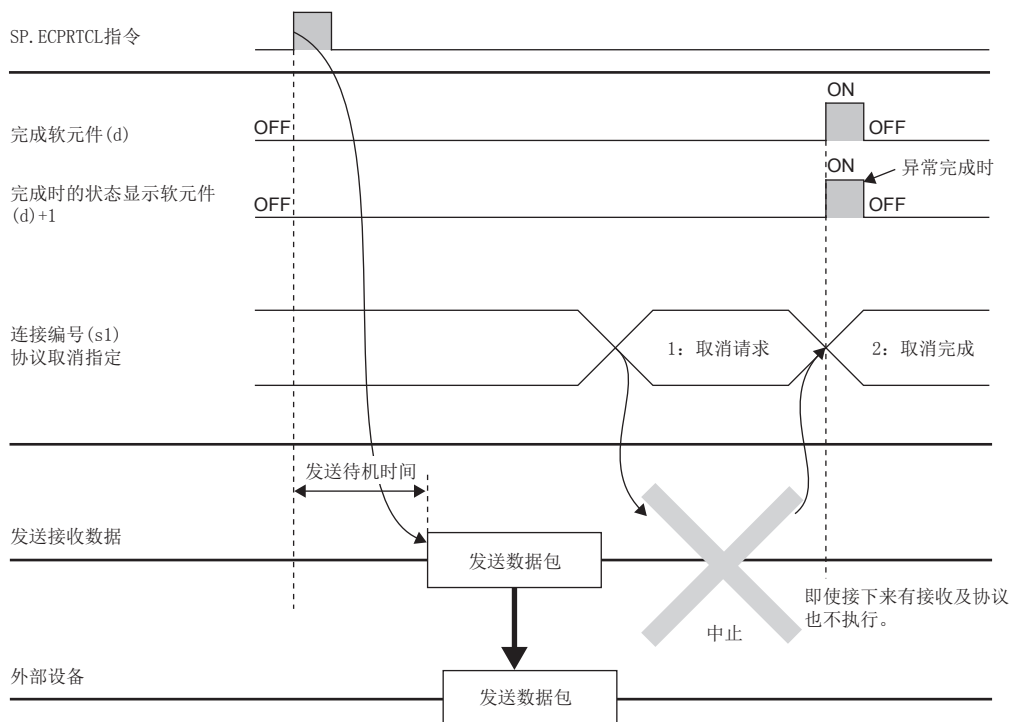 SP.ECPRTCL指令
ON
完成软元件(d)
OFF
OFF
ON
异常完成时
完成时的状态显示软元件
(d)+1
OFF
OFF
连接编号(s1)
协议取消指定
1: 取消请求
2: 取消完成
发送待机时间
发送接收数据
发送数据包
中止
即使接下来有接收及协议
也不执行。
外部设备
发送数据包